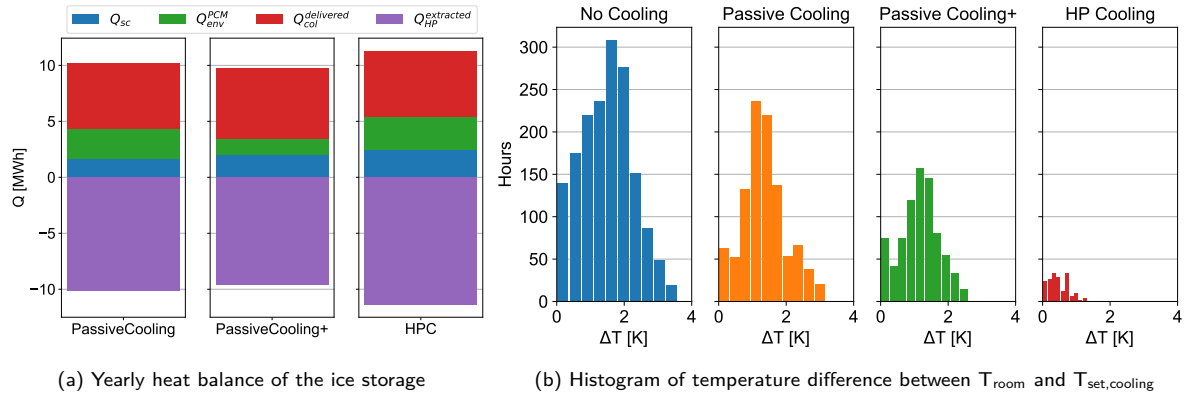 Q_sc Q_env^PCM Q_col^delivered Q_HP^extracted
Q [MWh]
10
5
0
−5
−10
PassiveCooling PassiveCooling+ HPC
(a) Yearly heat balance of the ice storage
No Cooling Passive Cooling Passive Cooling+ HP Cooling
Hours
300
250
200
150
100
50
0
0 2 4 0 2 4 0 2 4 0 2 4
ΔT [K] ΔT [K] ΔT [K] ΔT [K]
(b) Histogram of temperature difference between T_room and T_set,cooling